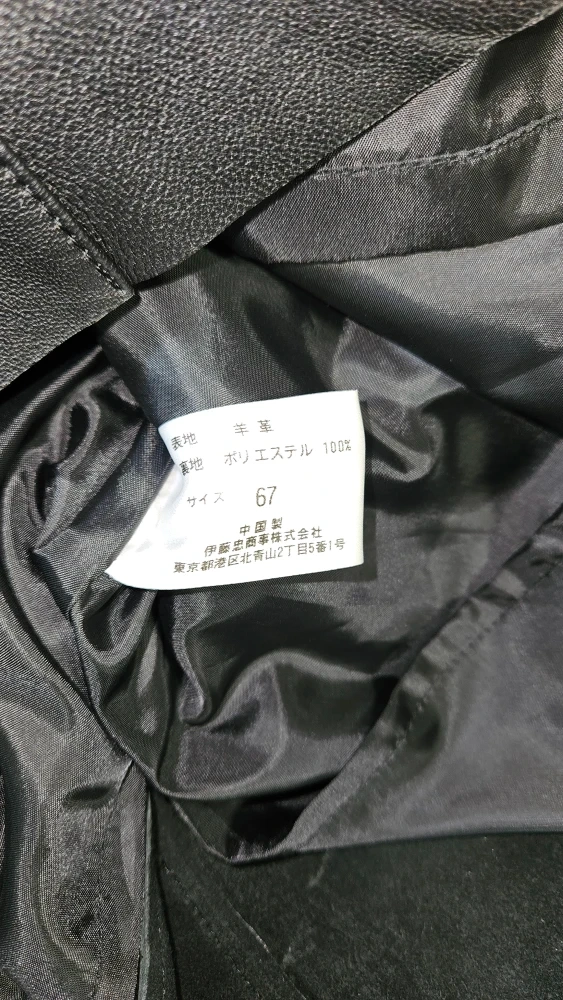 表地 羊革
裏地 ポリエステル 100%
サイズ 67
中国製
伊藤忠商事株式会社
東京都港区北青山2丁目5番1号